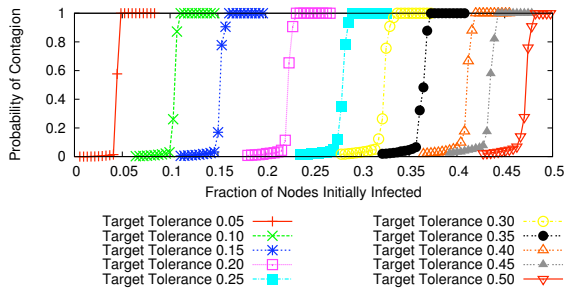 Probability of Contagion
1
0.8
0.6
0.4
0.2
0
0 0.05 0.1 0.15 0.2 0.25 0.3 0.35 0.4 0.45 0.5
Fraction of Nodes Initially Infected
Target Tolerance 0.05
Target Tolerance 0.10
Target Tolerance 0.15
Target Tolerance 0.20
Target Tolerance 0.25
Target Tolerance 0.30
Target Tolerance 0.35
Target Tolerance 0.40
Target Tolerance 0.45
Target Tolerance 0.50